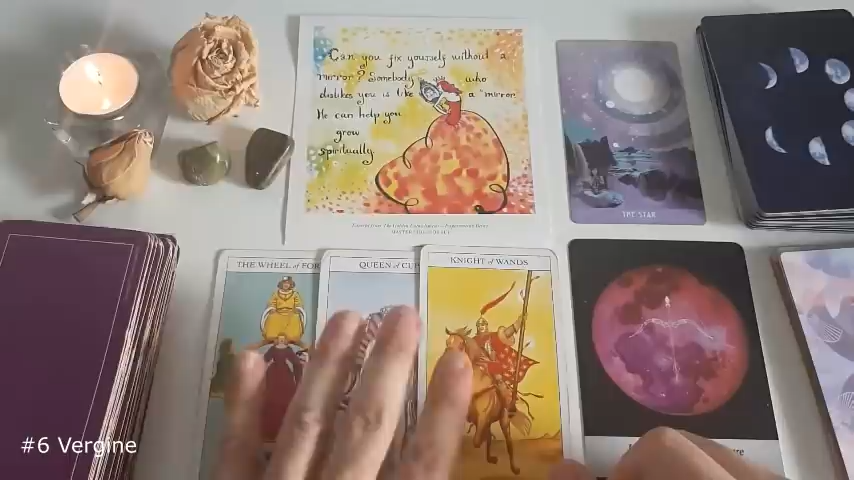 Can you fix yourself without a
mirror? Somebody who
dislikes you is like a "mirror
He can help you
grow
spiritually.
THE STAR
THE WHEEL of FOR
QUEEN of CUP
KNIGHT of WANDS
#6 Vergine